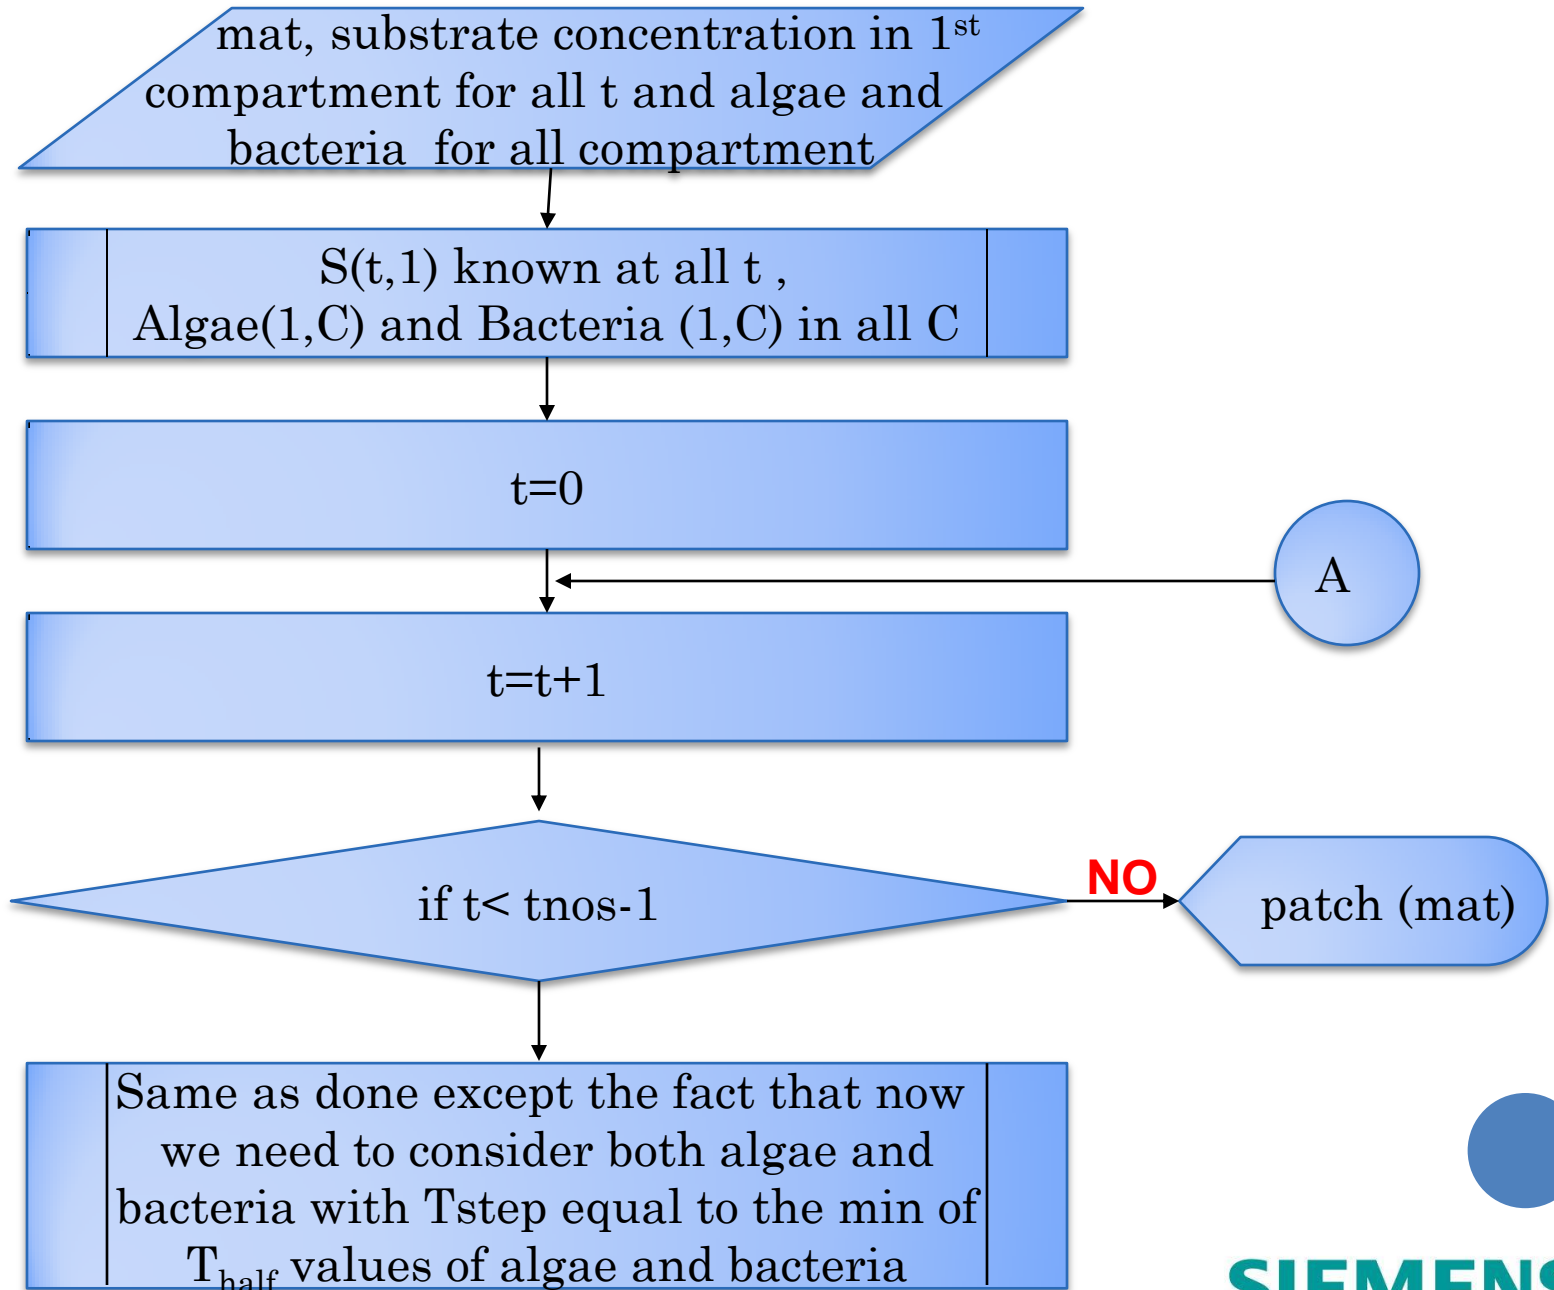 mat, substrate concentration in 1st
compartment for all t and algae and
bacteria for all compartment
S(t,1) known at all t ,
Algae(1,C) and Bacteria (1,C) in all C
t=0
A
t=t+1
if t< tnos-1
NO
patch (mat)
Same as done except the fact that now
we need to consider both algae and
bacteria with Tstep equal to the min of
Thalf values of algae and bacteria
SIEMENS